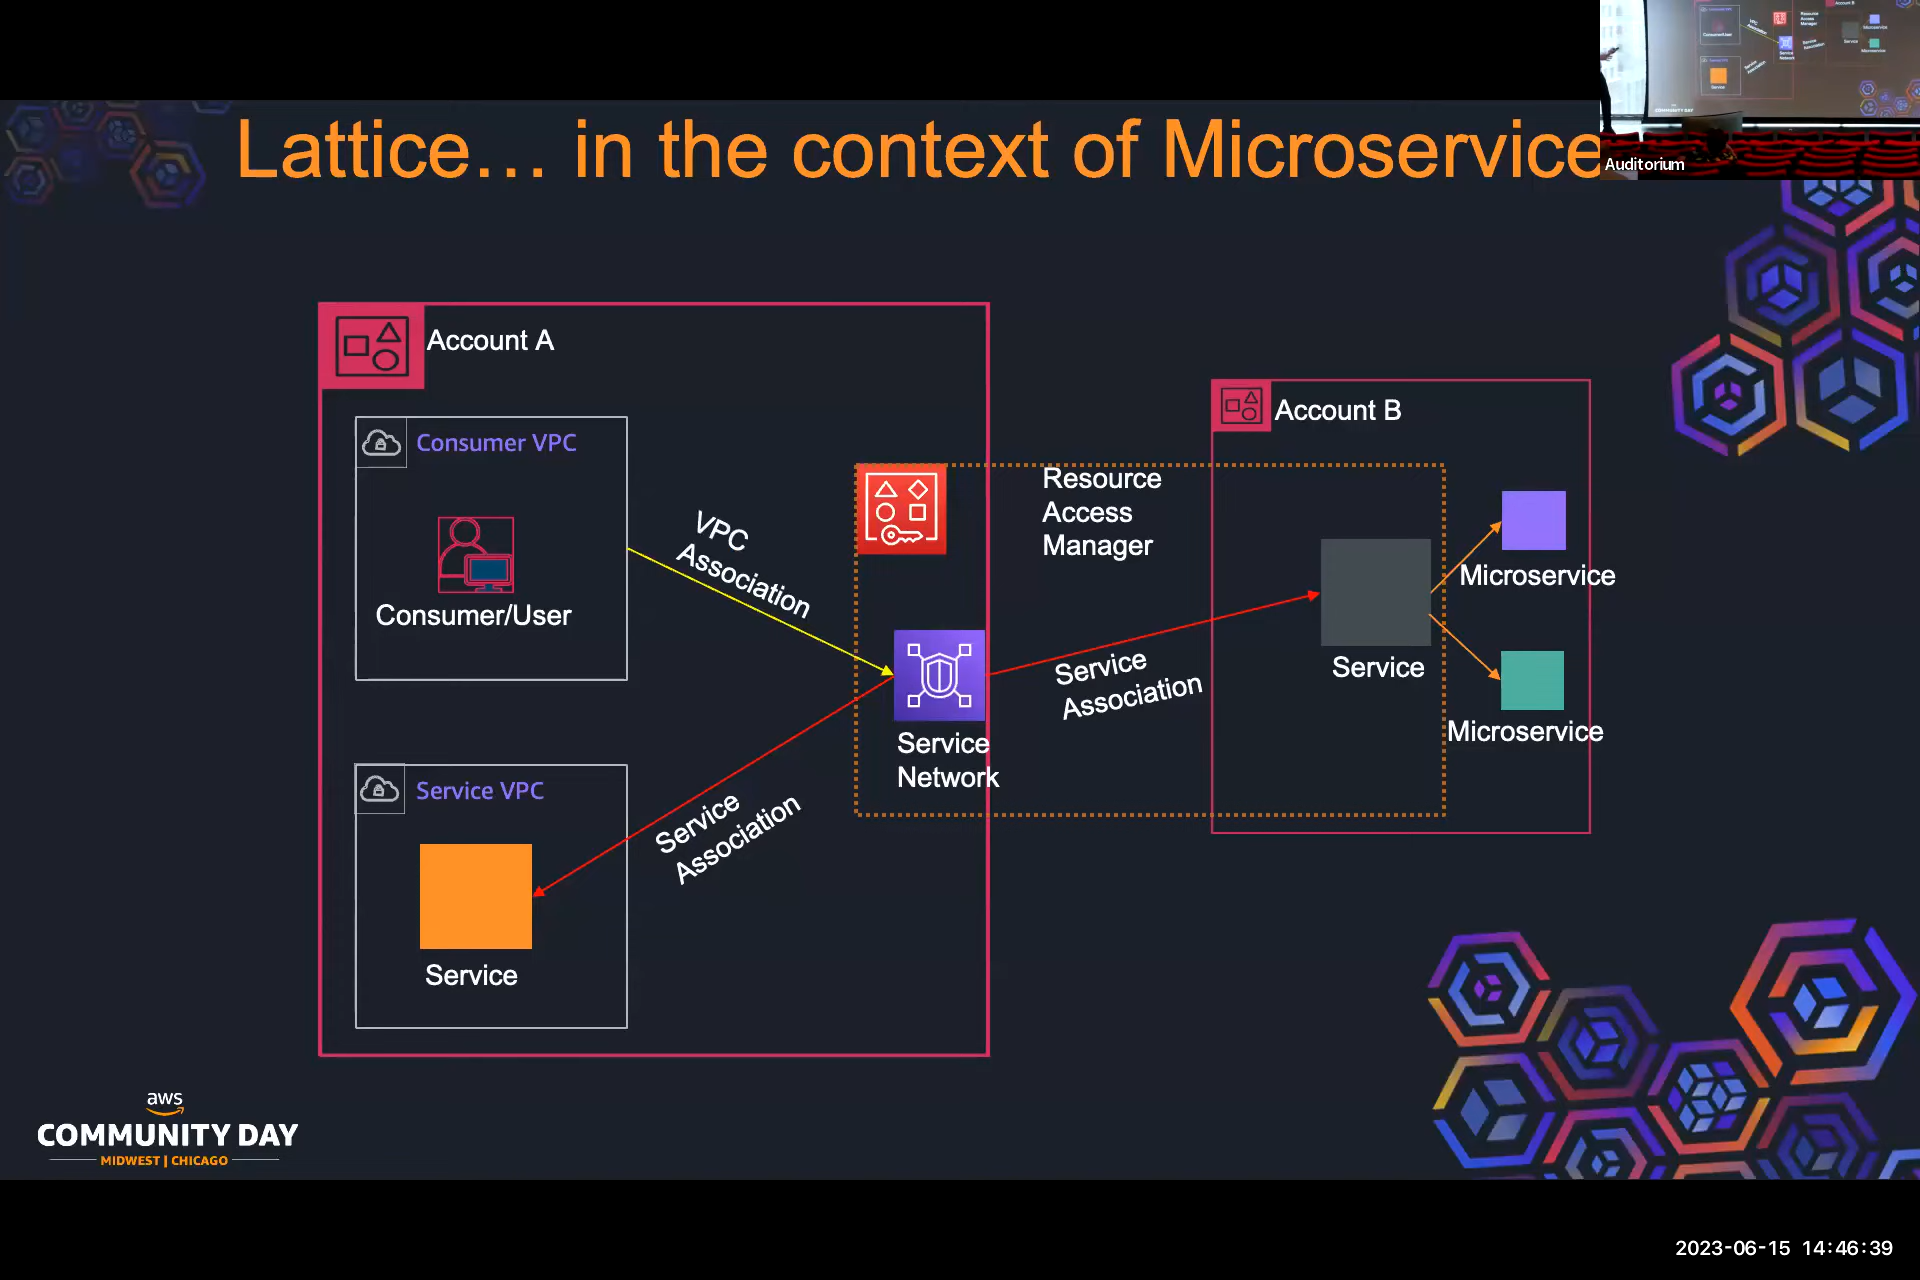 Lattice... in the context of Microservice
Auditorium
Account A
Consumer VPC
Consumer/User
VPC
Association
Resource
Access
Manager
Account B
Microservice
Service
Microservice
Service
Association
Service
Network
Service
Association
Service VPC
Service
aws
COMMUNITY DAY
MIDWEST | CHICAGO
2023-06-15 14:46:39